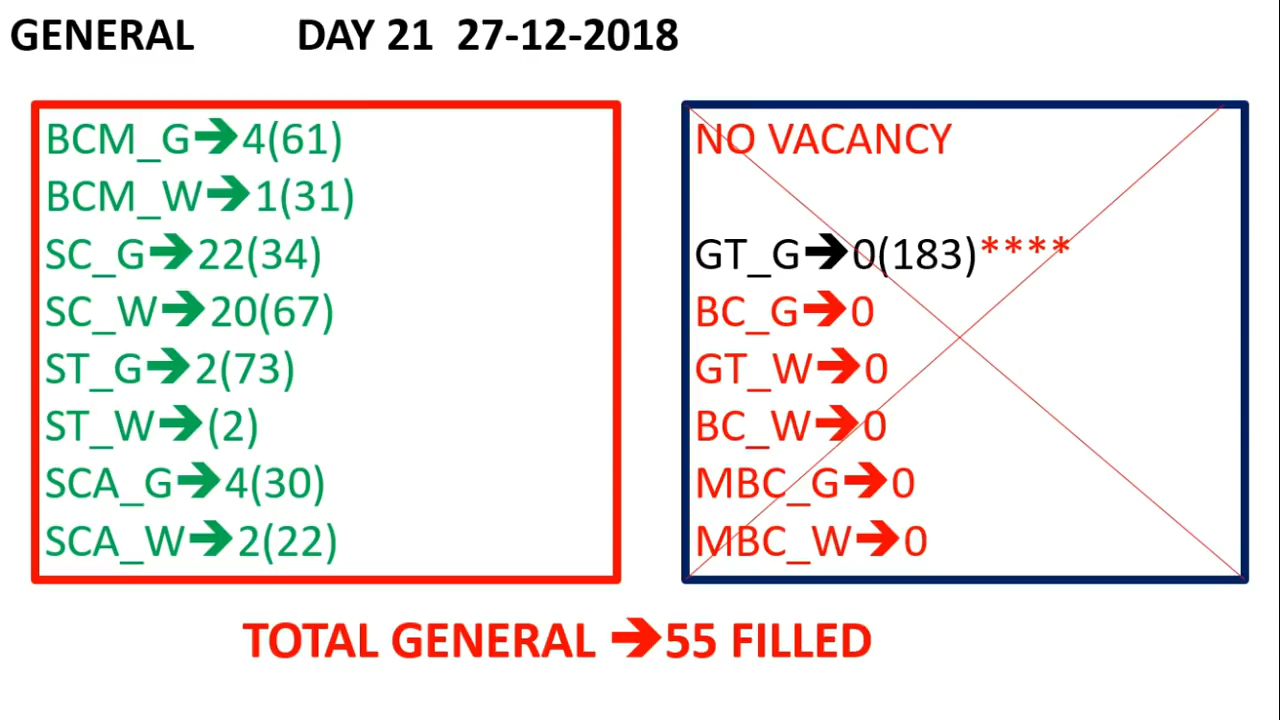 GENERAL DAY 21 27-12-2018
BCM_G➔4(61)
BCM_W➔1(31)
SC_G➔22(34)
SC_W➔20(67)
ST_G➔2(73)
ST_W➔(2)
SCA_G➔4(30)
SCA_W➔2(22)
NO VACANCY
GT_G➔0(183)****
BC_G➔0
GT_W➔0
BC_W➔0
MBC_G➔0
MBC_W➔0
TOTAL GENERAL ➔55 FILLED